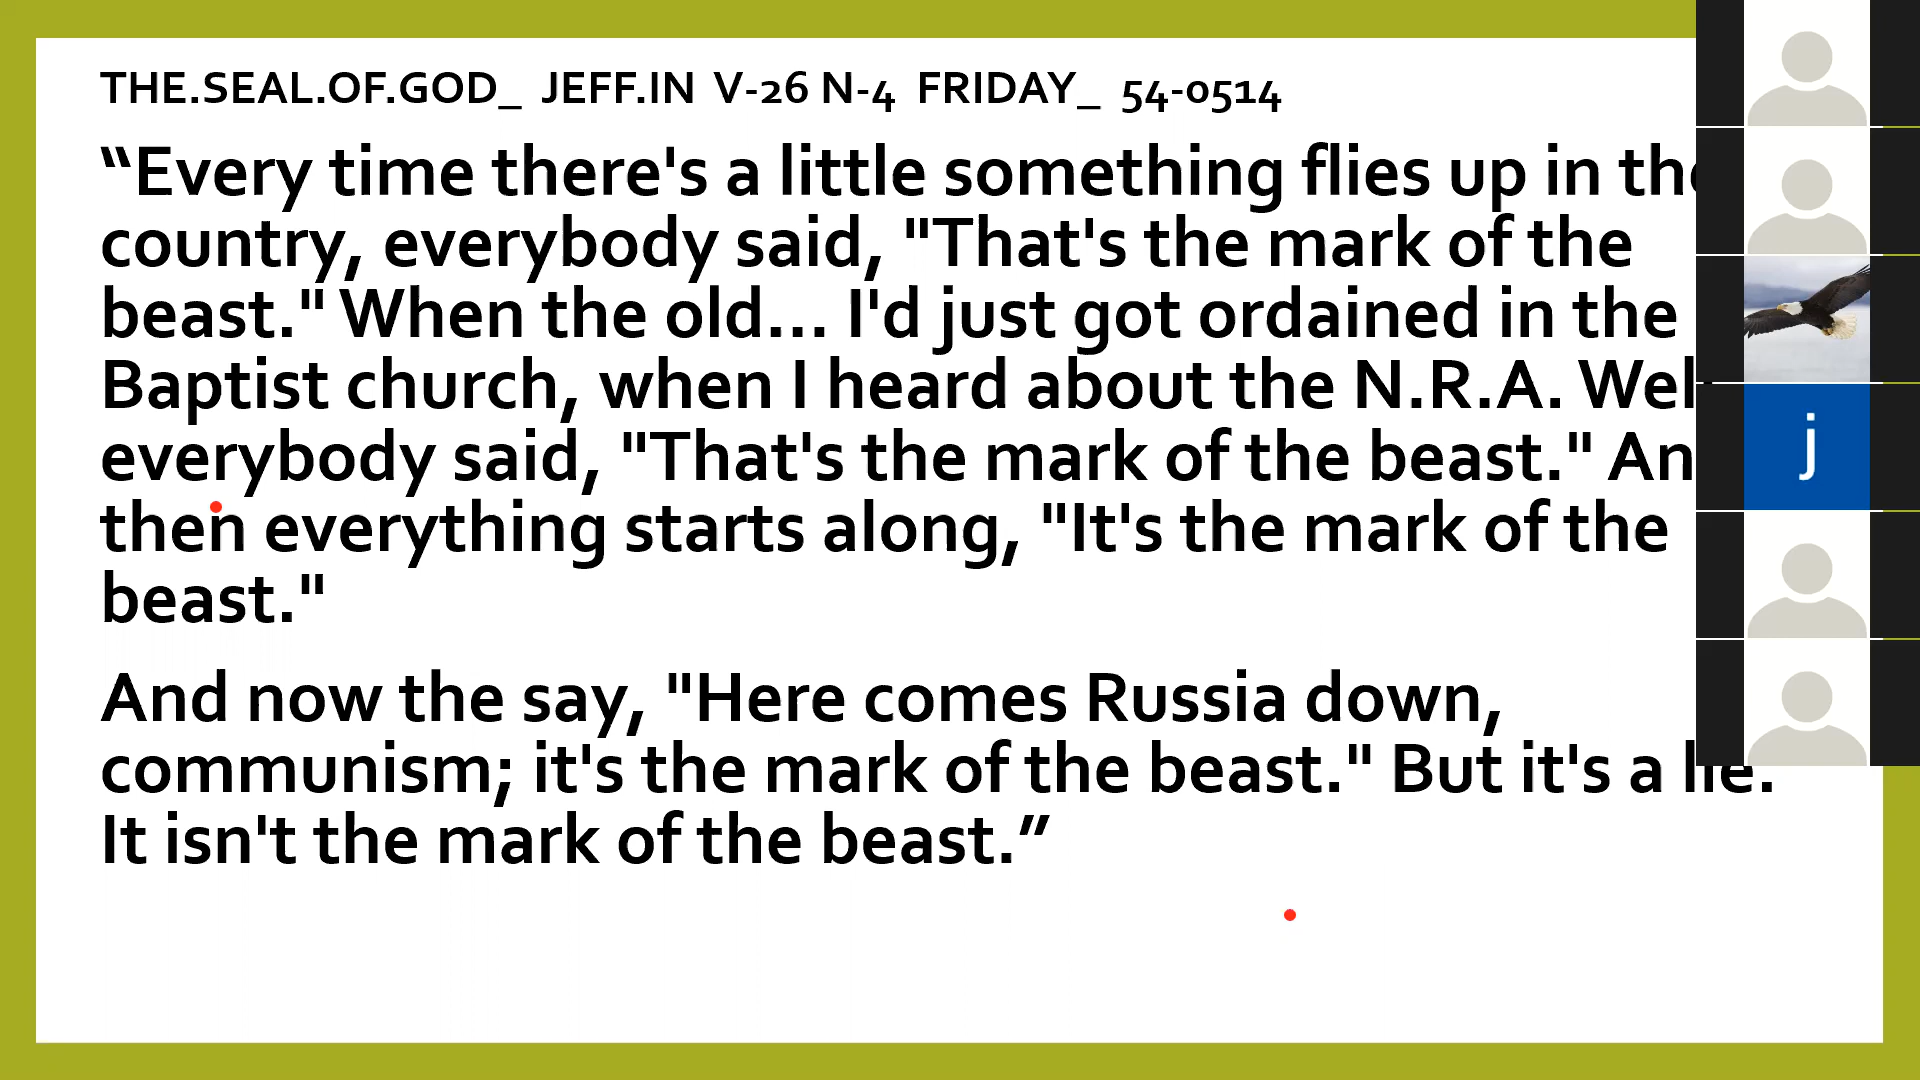 THE.SEAL.OF.GOD_ JEFF.IN V-26 N-4 FRIDAY_ 54-0514
“Every time there's a little something flies up in the
country, everybody said, "That's the mark of the
beast." When the old... I'd just got ordained in the
Baptist church, when I heard about the N.R.A. Well
everybody said, "That's the mark of the beast." An
then everything starts along, "It's the mark of the
beast."
And now the say, "Here comes Russia down,
communism; it's the mark of the beast." But it's a lie.
It isn't the mark of the beast.”
j